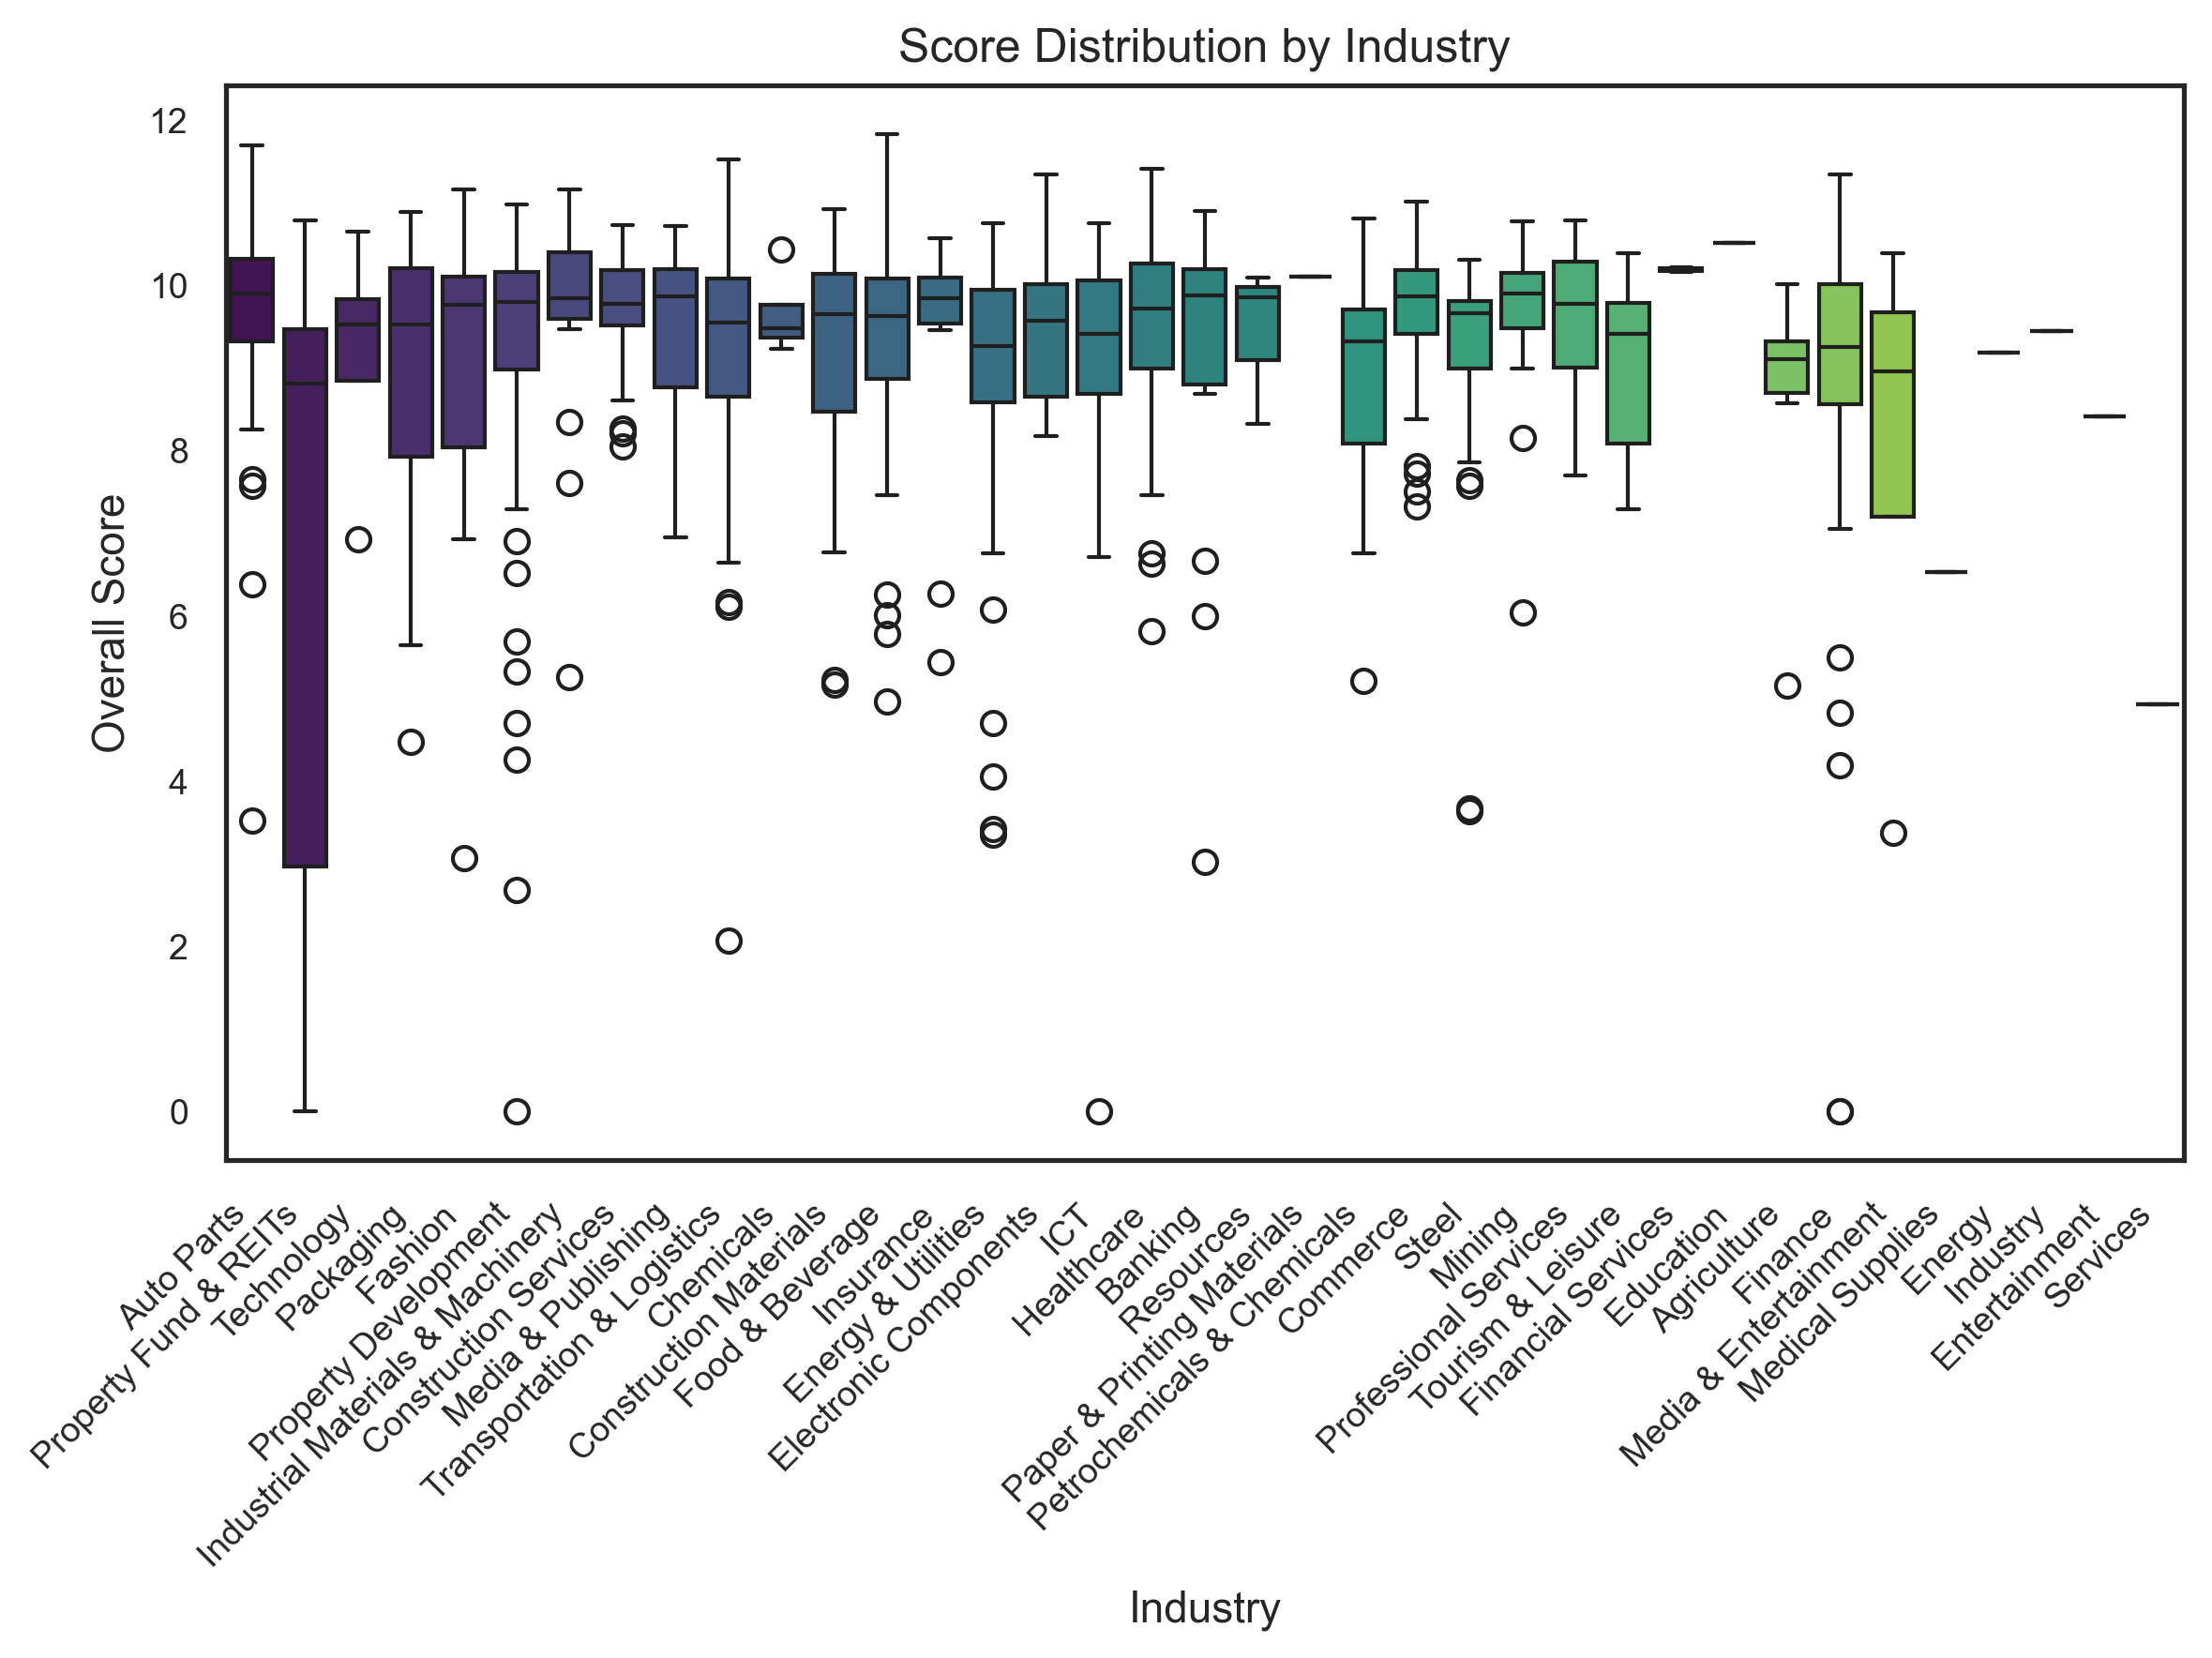 Score Distribution by Industry
Overall Score
12
10
8
6
4
2
0
Auto Parts
Property Fund & REITs
Technology
Packaging
Fashion
Property Development
Industrial Materials & Machinery
Construction Services
Media & Publishing
Transportation & Logistics
Chemicals
Construction Materials
Food & Beverage
Insurance
Energy & Utilities
Electronic Components
ICT
Healthcare
Banking
Resources
Paper & Printing Materials
Petrochemicals & Chemicals
Commerce
Steel
Mining
Professional Services
Tourism & Leisure
Financial Services
Education
Agriculture
Finance
Media & Entertainment
Medical Supplies
Energy
Industry
Entertainment
Services
Industry